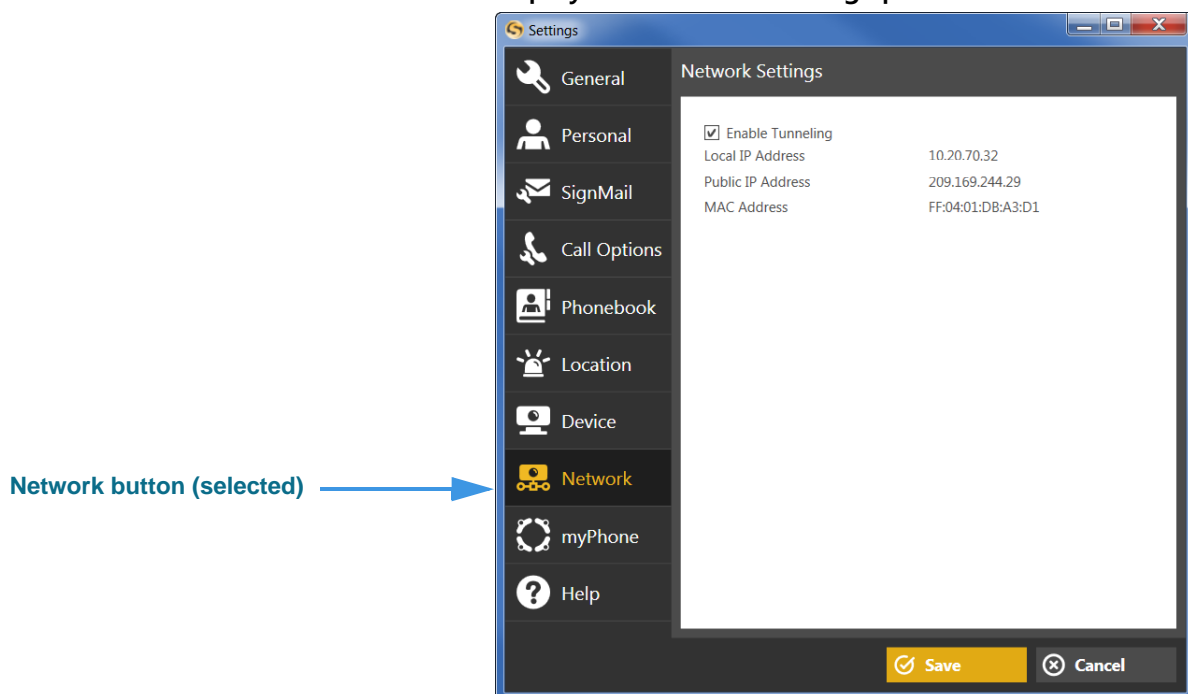 Settings
General
Network Settings
Personal
Enable Tunneling
Local IP Address 10.20.70.32
Public IP Address 209.169.244.29
SignMail
MAC Address FF:04:01:DB:A3:D1
Call Options
Phonebook
Location
Device
Network button (selected)
Network
myPhone
Help
Save Cancel